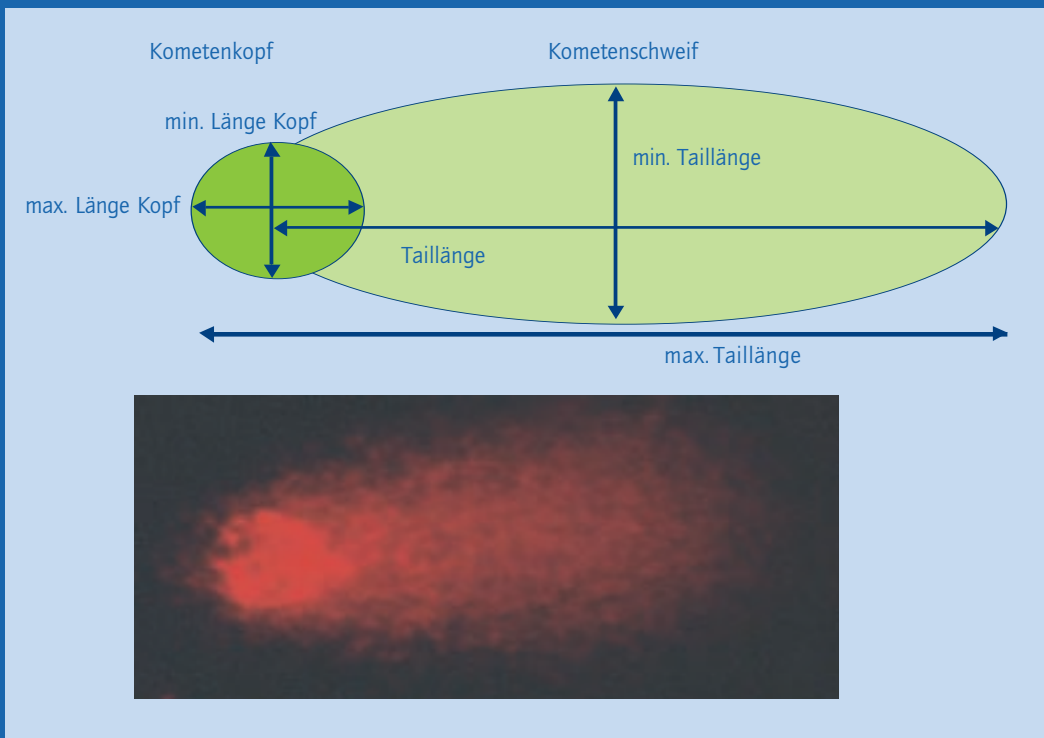 Kometenkopf
Kometenschweif
min. Länge Kopf
min. Taillänge
max. Länge Kopf
Taillänge
max. Taillänge